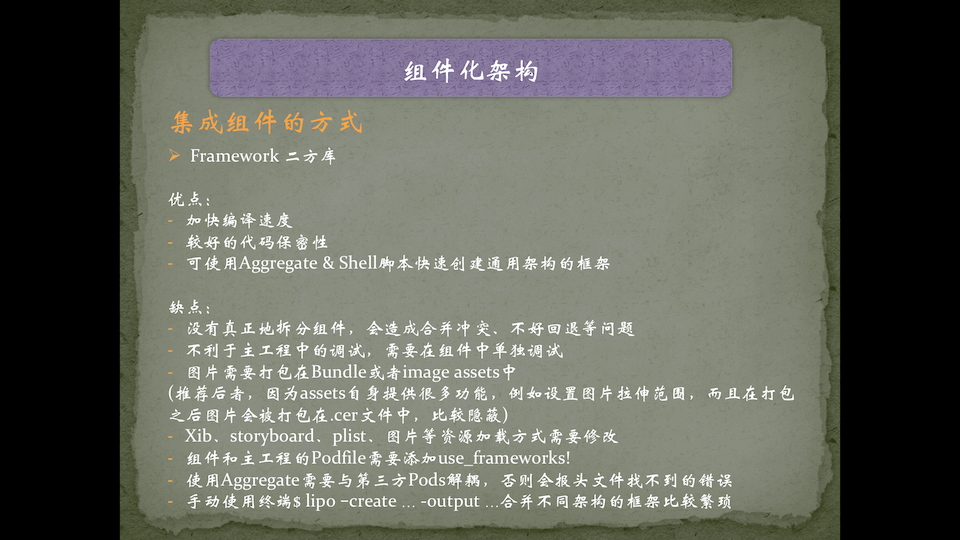 组件化架构
集成组件的方式
➢ Framework 二方库
优点：
- 加快编译速度
- 较好的代码保密性
- 可使用Aggregate & Shell脚本快速创建通用架构的框架
缺点：
- 没有真正地拆分组件，会造成合并冲突、不好回退等问题
- 不利于主工程中的调试，需要在组件中单独调试
- 图片需要打包在Bundle或者image assets中
(推荐后者，因为assets自身提供很多功能，例如设置图片拉伸范围，而且在打包
之后图片会被打包在.cer文件中，比较隐蔽)
- Xib、storyboard、plist、图片等资源加载方式需要修改
- 组件和主工程的Podfile需要添加use_frameworks!
- 使用Aggregate需要与第三方Pods解耦，否则会报头文件找不到的错误
- 手动使用终端$ lipo –create … -output …合并不同架构的框架比较繁琐